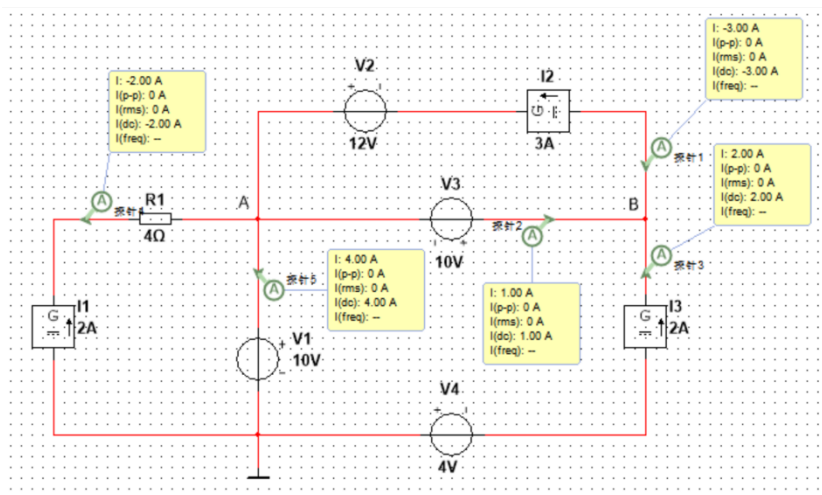 I: -3.00 A
I(p-p): 0 A
I(rms): 0 A
I(dc): -3.00 A
I(freq): --
探针1
V2
+ -
12V
I2
G
3A
I: -2.00 A
I(p-p): 0 A
I(rms): 0 A
I(dc): -2.00 A
I(freq): --
A
R1
4Ω
A
V3
- +
10V
探针2
A
B
A
I: 2.00 A
I(p-p): 0 A
I(rms): 0 A
I(dc): 2.00 A
I(freq): --
A
探针3
I: 4.00 A
I(p-p): 0 A
I(rms): 0 A
I(dc): 4.00 A
I(freq): --
A
探针5
I: 1.00 A
I(p-p): 0 A
I(rms): 0 A
I(dc): 1.00 A
I(freq): --
G
I1
2A
V1
+
-
10V
G
I3
2A
V4
+ -
4V